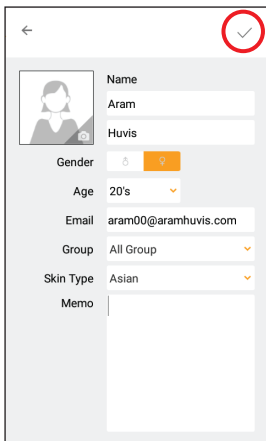 Name
Aram
Huvis
Gender
Age 20's
Email aram00@aramhuvis.com
Group All Group
Skin Type Asian
Memo